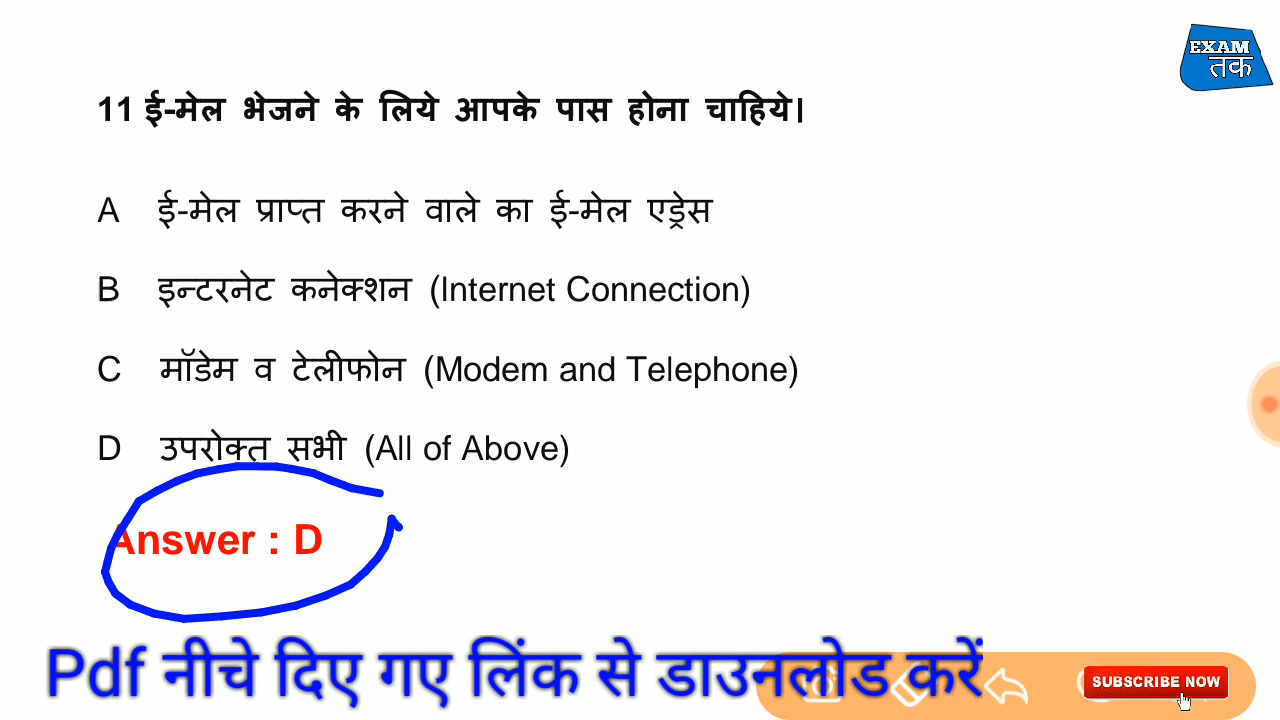 EXAM
तक
11 ई-मेल भेजने के लिये आपके पास होना चाहिये।
A ई-मेल प्राप्त करने वाले का ई-मेल एड्रेस
B इन्टरनेट कनेक्शन (Internet Connection)
C मॉडेम व टेलीफोन (Modem and Telephone)
D उपरोक्त सभी (All of Above)
Answer : D
Pdf नीचे दिए गए लिंक से डाउनलोड करें
SUBSCRIBE NOW